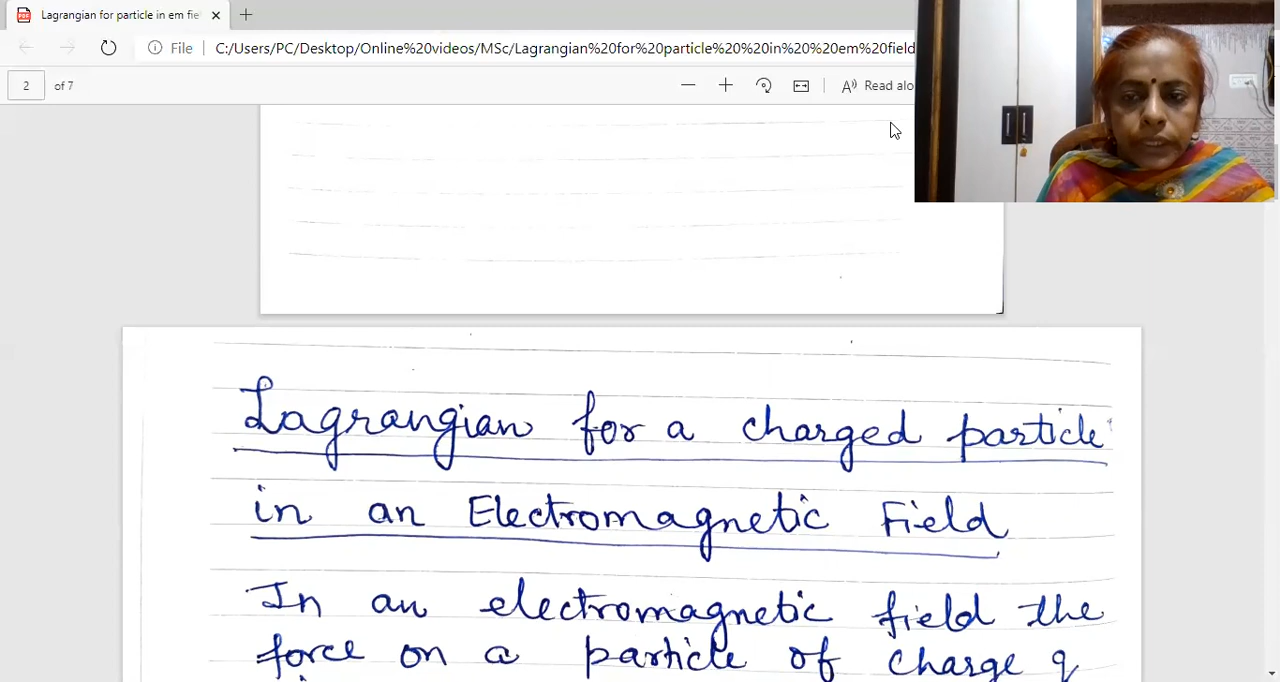 Lagrangian for particle in em fie
File
C:/Users/PC/Desktop/Online%20videos/MSc/Lagrangian%20for%20particle%20%20in%20%20em%20field
2 of 7
Read alo
Lagrangian for a charged particle
in an Electromagnetic Field
In an electromagnetic field the
force on a particle of charge q